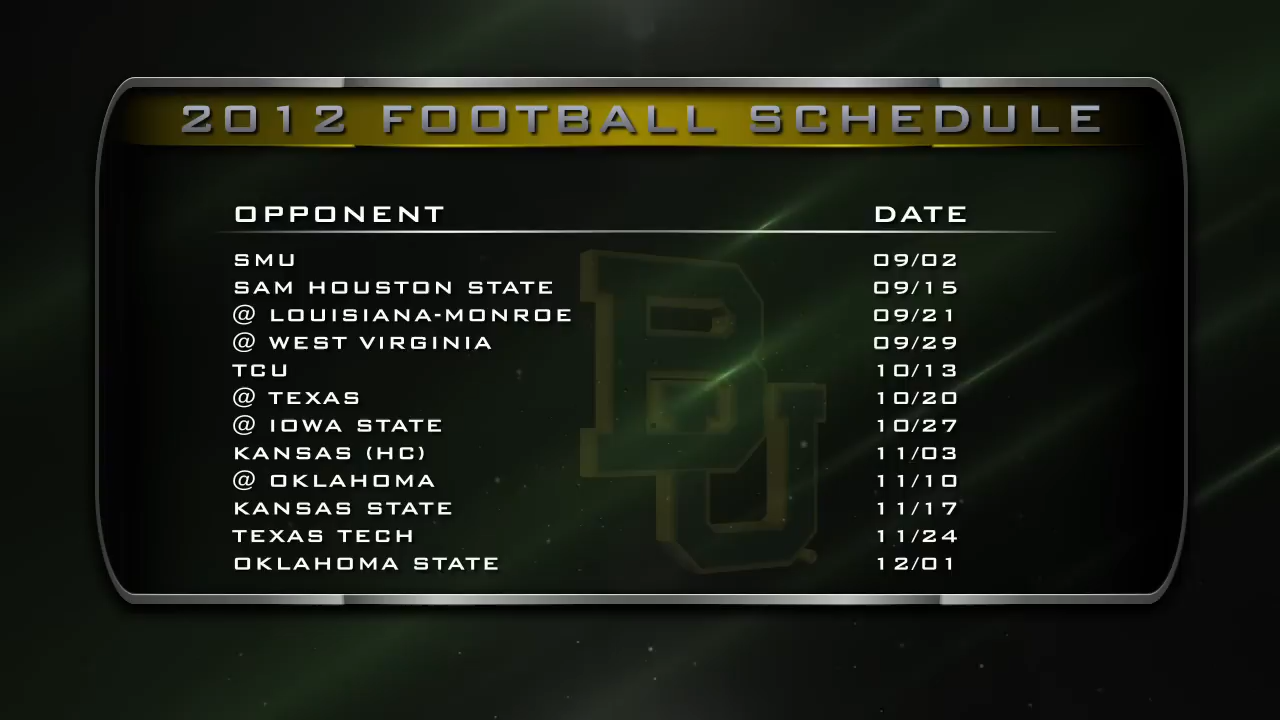 2012 FOOTBALL SCHEDULE
OPPONENT DATE
SMU 09/02
SAM HOUSTON STATE 09/15
@ LOUISIANA-MONROE 09/21
@ WEST VIRGINIA 09/29
TCU 10/13
@ TEXAS 10/20
@ IOWA STATE 10/27
KANSAS (HC) 11/03
@ OKLAHOMA 11/10
KANSAS STATE 11/17
TEXAS TECH 11/24
OKLAHOMA STATE 12/01
BU